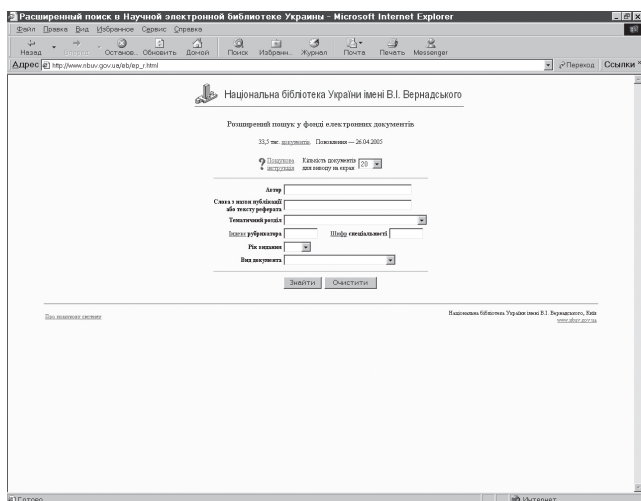 Расширенный поиск в Научной электронной библиотеке Украины - Microsoft Internet Explorer
Файл Правка Вид Избранное Сервис Справка
Назад Вперед Останов... Обновить Домой Поиск Избранн... Журнал Почта Печать Messenger
Адрес http://www.nbuv.gov.ua/eb/ep_r.html Переход Ссылки »
Національна бібліотека України імені В.І. Вернадського
Розширений пошук у фонді електронних документів
33,5 тис. документів. Поновлення — 26.04.2005
? Пошукова Кількість документів
інструкція для виводу на екран 20
Автор
Слова з назви публікації
або тексту реферата
Тематичний розділ
Індекс рубрикатора Шифр спеціальності
Рік видання
Вид документа
Знайти Очистити
Про пошукову систему Національна бібліотека України імені В.І. Вернадського, Київ
www.nbuv.gov.ua
Готово Интернет